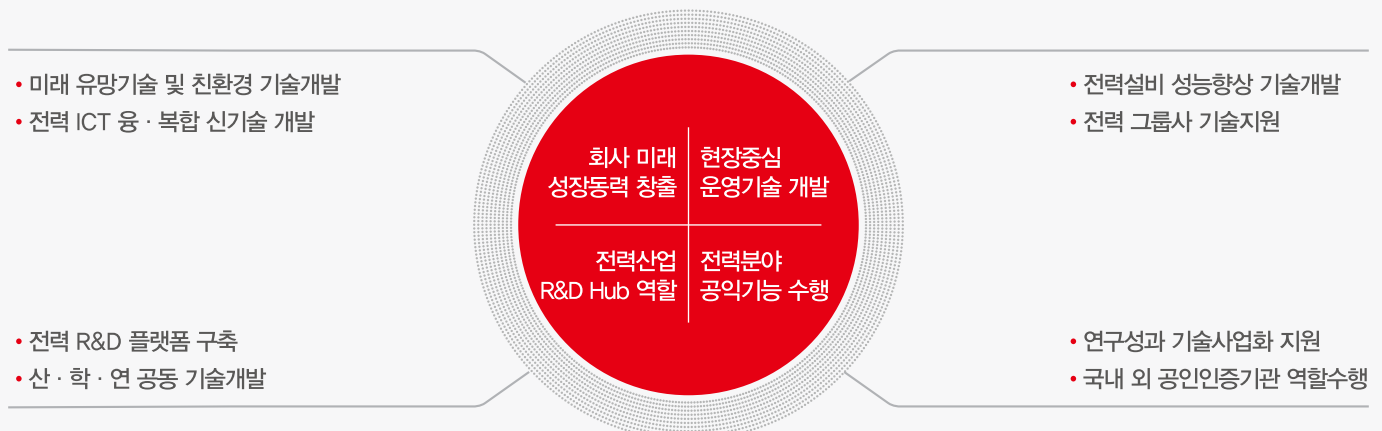 • 미래 유망기술 및 친환경 기술개발
• 전력 ICT 융 · 복합 신기술 개발
• 전력설비 성능향상 기술개발
• 전력 그룹사 기술지원
회사 미래
성장동력 창출
현장중심
운영기술 개발
전력산업
R&D Hub 역할
전력분야
공익기능 수행
• 전력 R&D 플랫폼 구축
• 산 · 학 · 연 공동 기술개발
• 연구성과 기술사업화 지원
• 국내 외 공인인증기관 역할수행